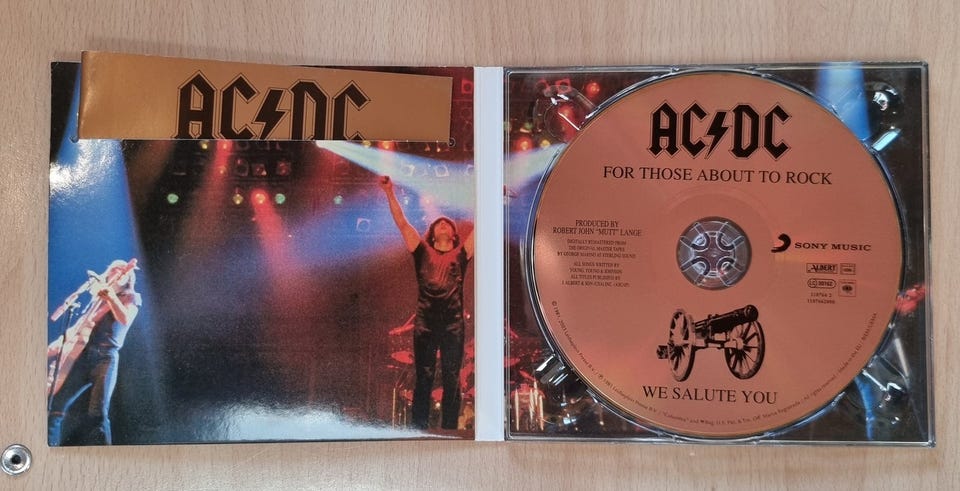 AC⚡DC
AC⚡DC
FOR THOSE ABOUT TO ROCK
PRODUCED BY
ROBERT JOHN "MUTT" LANGE
DIGITALLY REMASTERED FROM
THE ORIGINAL MASTER TAPES
BY GEORGE MARINO AT STERLING SOUND
ALL SONGS WRITTEN BY
YOUNG, YOUNG & JOHNSON
ALL TITLES PUBLISHED BY
J. ALBERT & SON (USA) INC. (ASCAP)
SONY MUSIC
ALBERT
LC 00162
WE SALUTE YOU